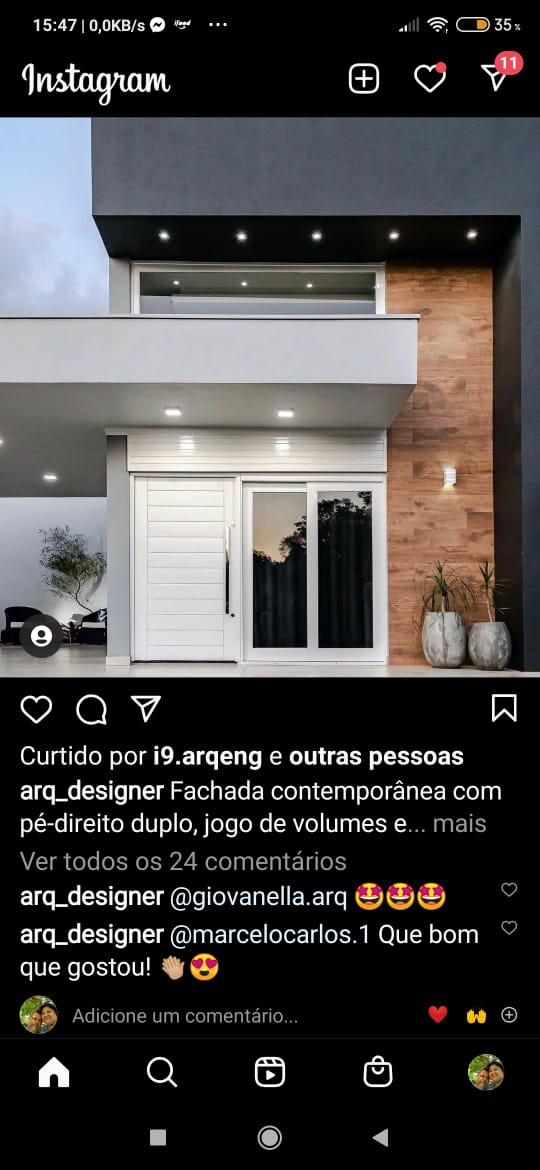 15:47 | 0,0KB/s ifood ...
35%
Instagram
11
Curtido por i9.arqeng e outras pessoas
arq_designer Fachada contemporânea com
pé-direito duplo, jogo de volumes e... mais
Ver todos os 24 comentários
arq_designer @giovanella.arq 🤩🤩🤩
arq_designer @marcelocarlos.1 Que bom
que gostou! 👏🏼😍
Adicione um comentário...